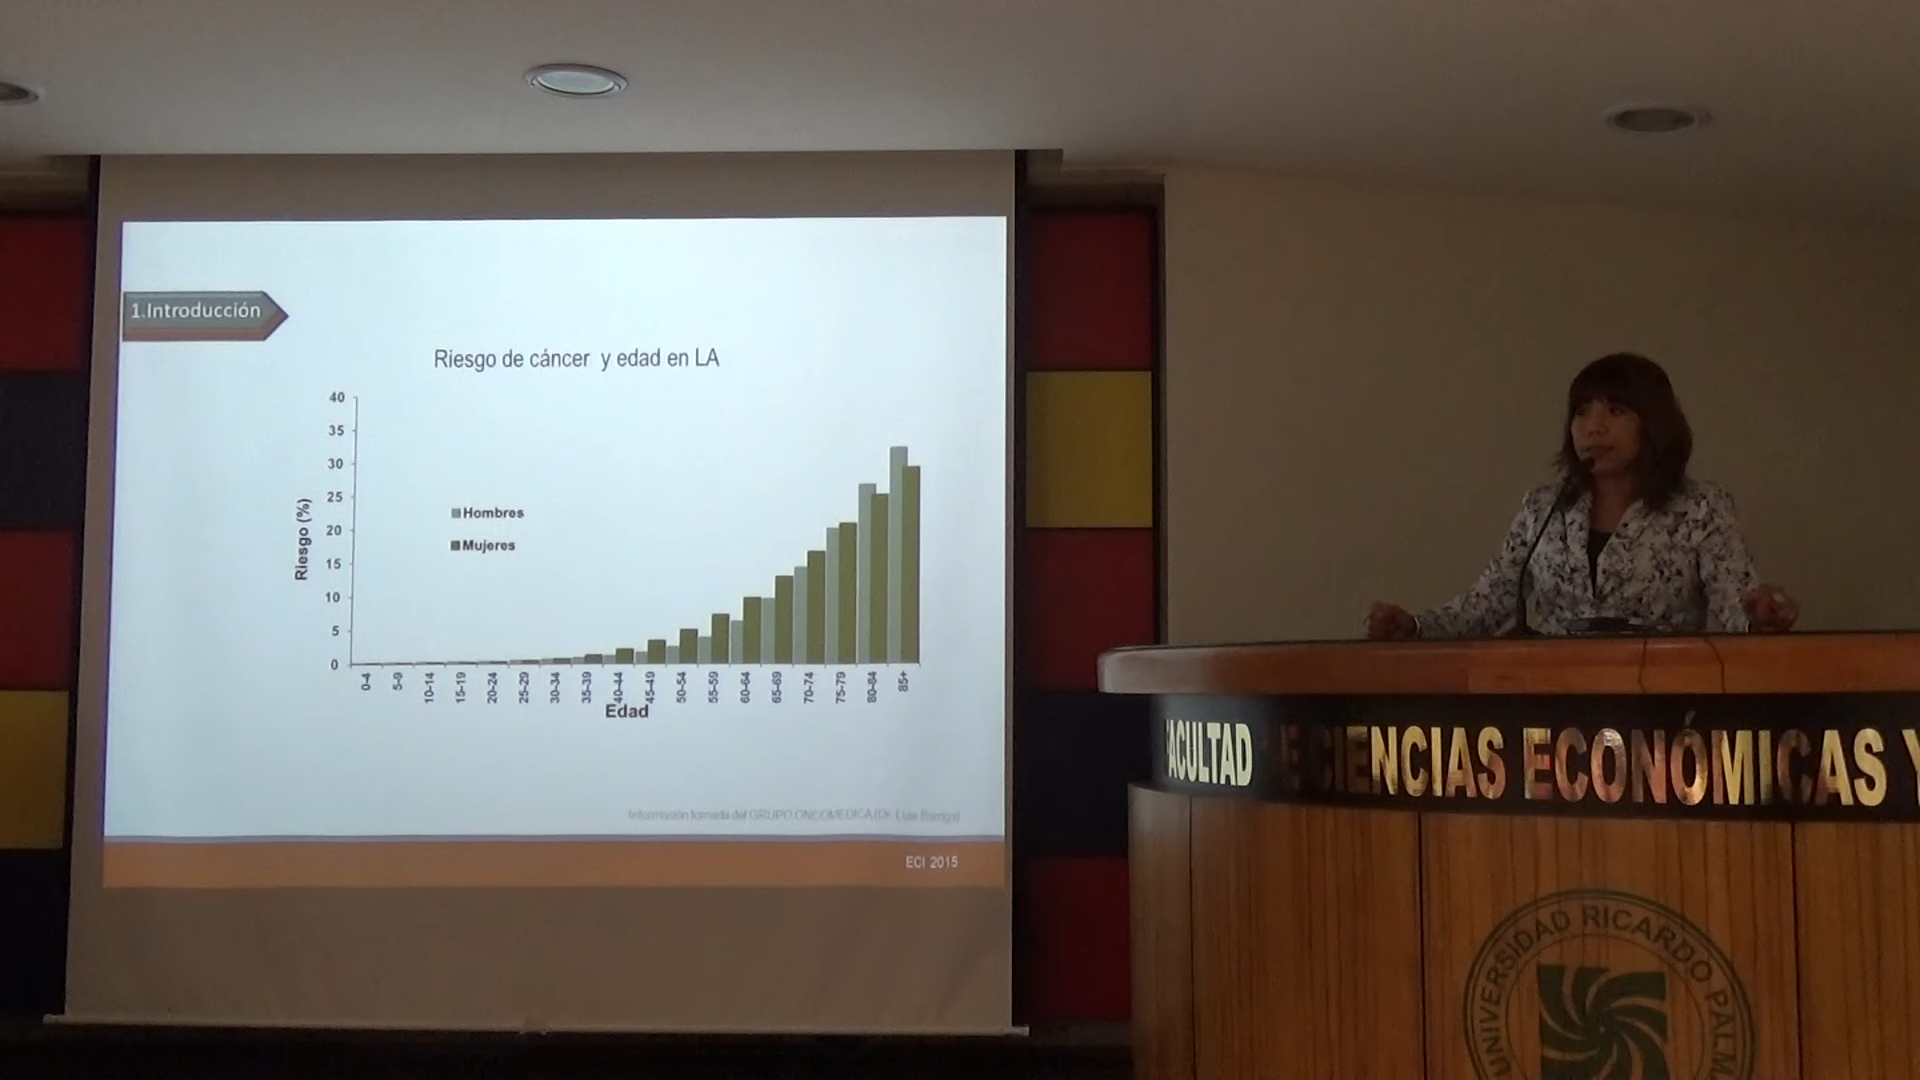 1.Introducción
Riesgo de cáncer y edad en LA
40
35
30
25
20
15
10
5
0
Riesgo (%)
Hombres
Mujeres
0-4
5-9
10-14
15-19
20-24
25-29
30-34
35-39
40-44
45-49
50-54
55-59
60-64
65-69
70-74
75-79
80-84
85+
Edad
Información tomada del GRUPO ONCOMEDICA (Dr. Luis Barriga)
ECI 2015
FACULTAD DE CIENCIAS ECONÓMICAS Y
UNIVERSIDAD RICARDO PALM